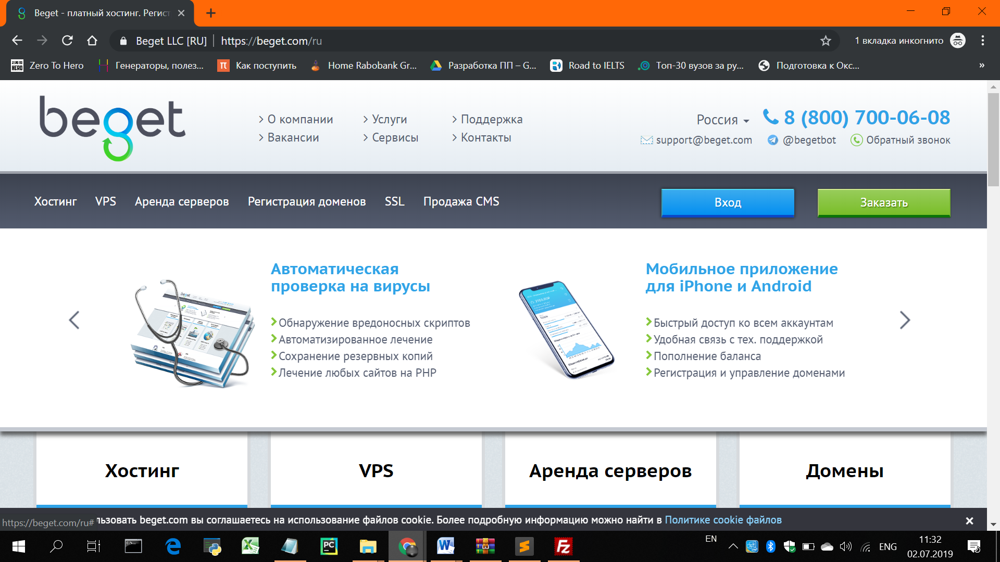 Beget - платный хостинг. Регист
Beget LLC [RU] https://beget.com/ru
1 вкладка инкогнито
ZERO TO HERO Zero To Hero
Генераторы, полез...
Как поступить
Home Rabobank Gr...
Разработка ПП – G...
Road to IELTS
Топ-30 вузов за ру...
Подготовка к Окс...
»
beget
О компании
Услуги
Поддержка
Вакансии
Сервисы
Контакты
Россия
8 (800) 700-06-08
support@beget.com
@begetbot
Обратный звонок
Хостинг
VPS
Аренда серверов
Регистрация доменов
SSL
Продажа CMS
Вход
Заказать
Автоматическая
проверка на вирусы
Обнаружение вредоносных скриптов
Автоматизированное лечение
Сохранение резервных копий
Лечение любых сайтов на PHP
Мобильное приложение
для iPhone и Android
Быстрый доступ ко всем аккаунтам
Удобная связь с тех. поддержкой
Пополнение баланса
Регистрация и управление доменами
Хостинг
VPS
Аренда серверов
Домены
https://beget.com/ru#
льзовать beget.com вы соглашаетесь на использование файлов cookie. Более подробную информацию можно найти в Политике cookie файлов
EN
ENG
11:32
02.07.2019